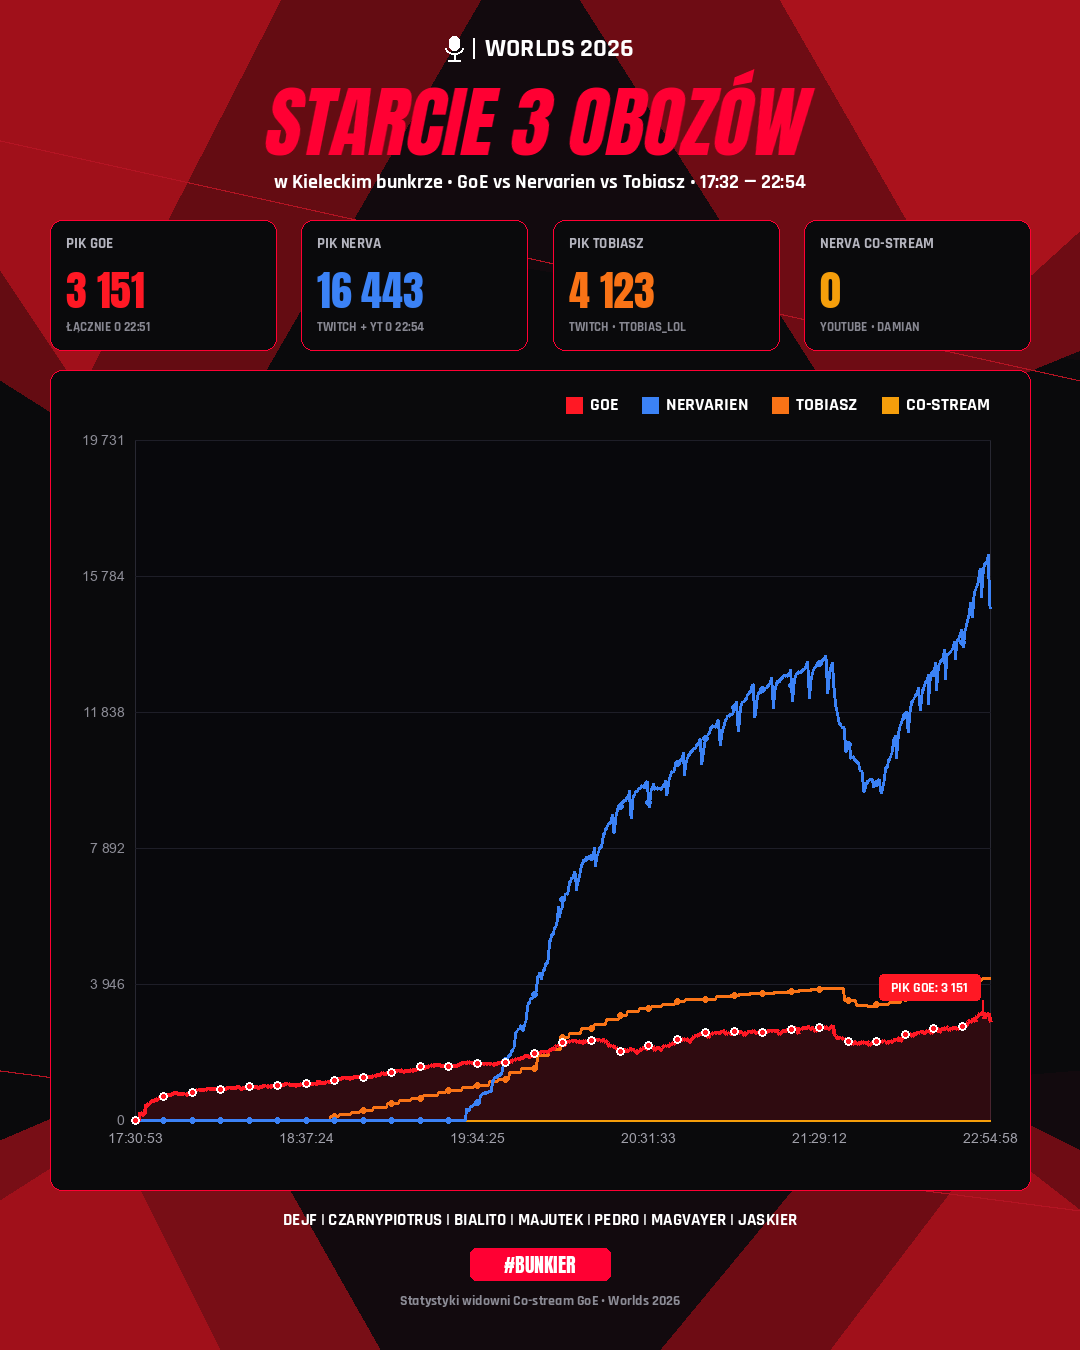 | WORLDS 2026
STARCIE 3 OBOZÓW
w Kieleckim bunkrze • GoE vs Nervarien vs Tobiasz • 17:32 — 22:54
PIK GOE
3 151
ŁĄCZNIE O 22:51
PIK NERVA
16 443
TWITCH + YT O 22:54
PIK TOBIASZ
4 123
TWITCH • TTOBIAS_LOL
NERVA CO-STREAM
0
YOUTUBE • DAMIAN
GOE NERVARIEN TOBIASZ CO-STREAM
19 731
15 784
11 838
7 892
3 946
0
PIK GOE: 3 151
17:30:53 18:37:24 19:34:25 20:31:33 21:29:12 22:54:58
DEJF | CZARNYPIOTRUS | BIALITO | MAJUTEK | PEDRO | MAGVAYER | JASKIER
#BUNKIER
Statystyki widowni Co-stream GoE • Worlds 2026